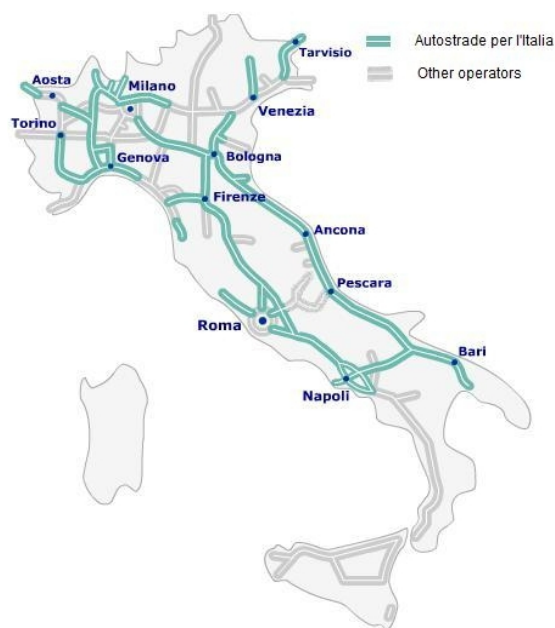 Autostrade per l'Italia
Tarvisio
Other operators
Aosta
Milano
Venezia
Torino
Genova
Bologna
Firenze
Ancona
Pescara
Roma
Bari
Napoli